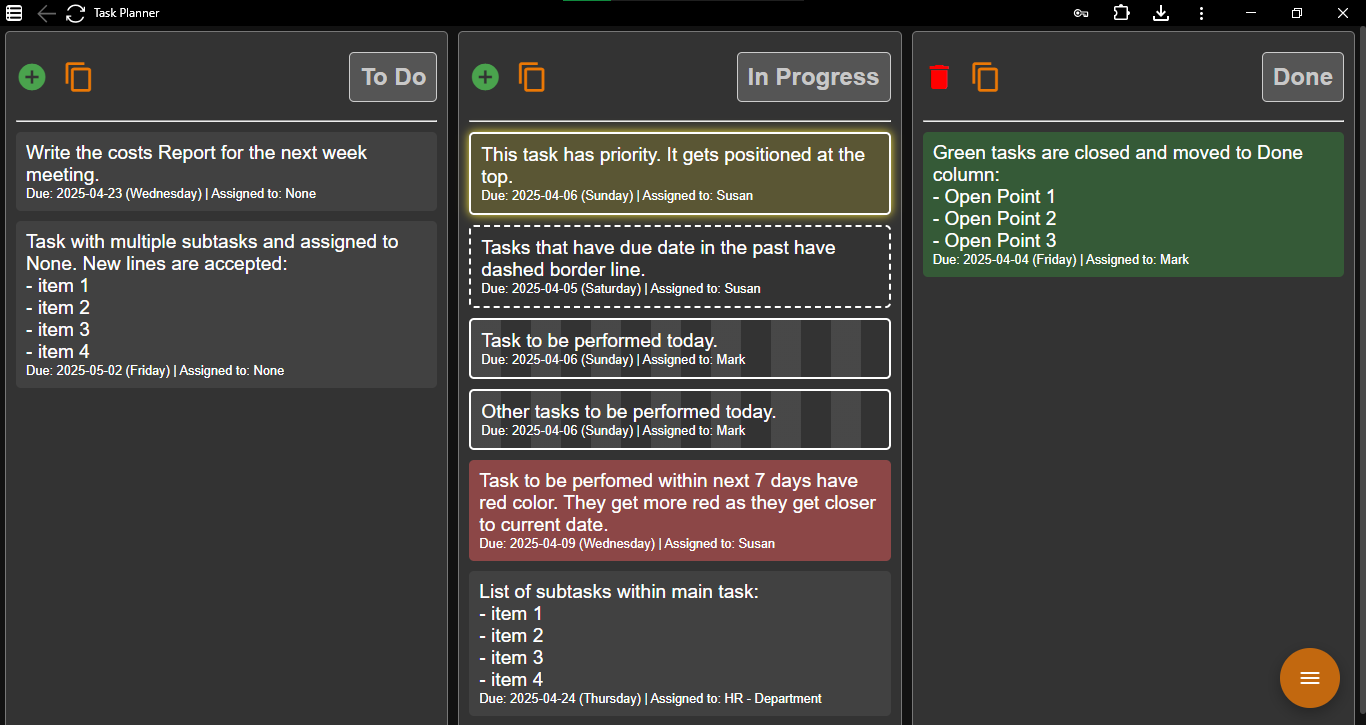 Task Planner
To Do
Write the costs Report for the next week
meeting.
Due: 2025-04-23 (Wednesday) | Assigned to: None
Task with multiple subtasks and assigned to
None. New lines are accepted:
- item 1
- item 2
- item 3
- item 4
Due: 2025-05-02 (Friday) | Assigned to: None
In Progress
This task has priority. It gets positioned at the
top.
Due: 2025-04-06 (Sunday) | Assigned to: Susan
Tasks that have due date in the past have
dashed border line.
Due: 2025-04-05 (Saturday) | Assigned to: Susan
Task to be performed today.
Due: 2025-04-06 (Sunday) | Assigned to: Mark
Other tasks to be performed today.
Due: 2025-04-06 (Sunday) | Assigned to: Mark
Task to be perfomed within next 7 days have
red color. They get more red as they get closer
to current date.
Due: 2025-04-09 (Wednesday) | Assigned to: Susan
List of subtasks within main task:
- item 1
- item 2
- item 3
- item 4
Due: 2025-04-24 (Thursday) | Assigned to: HR - Department
Done
Green tasks are closed and moved to Done
column:
- Open Point 1
- Open Point 2
- Open Point 3
Due: 2025-04-04 (Friday) | Assigned to: Mark